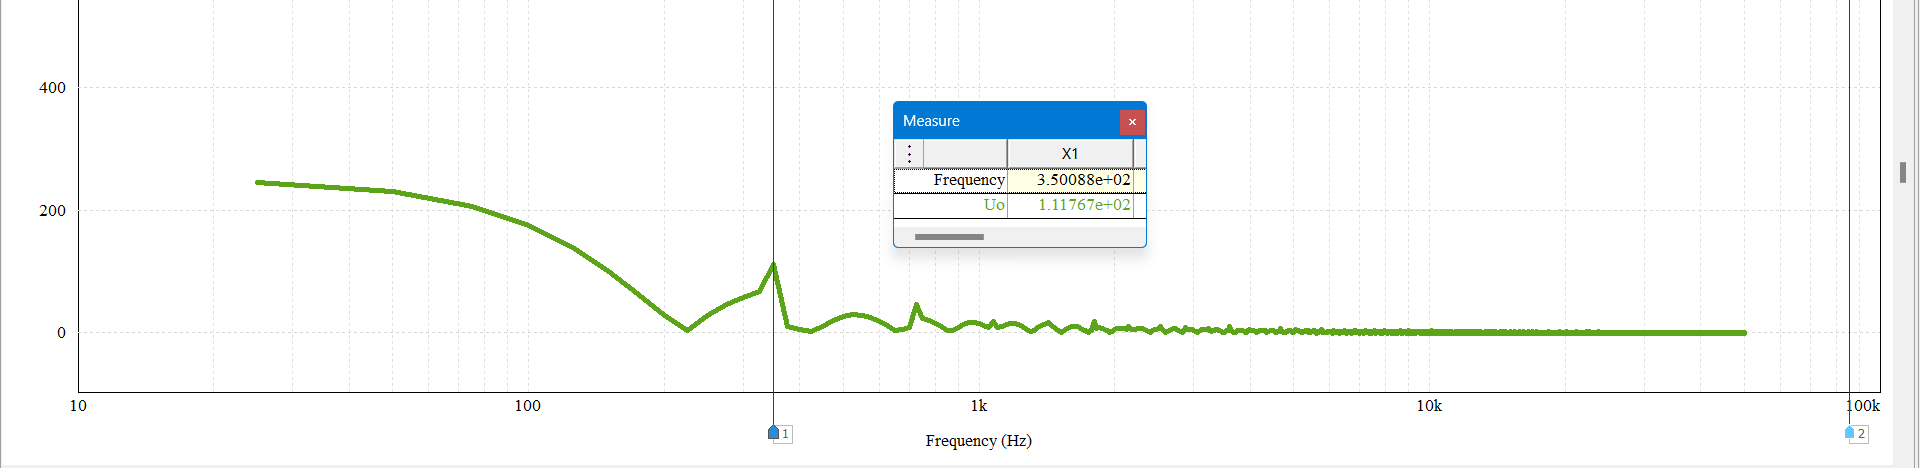 400
200
0
Measure
×
X1
Frequency 3.50088e+02
Uo 1.11767e+02
10 100 1k 10k 100k
1 2
Frequency (Hz)